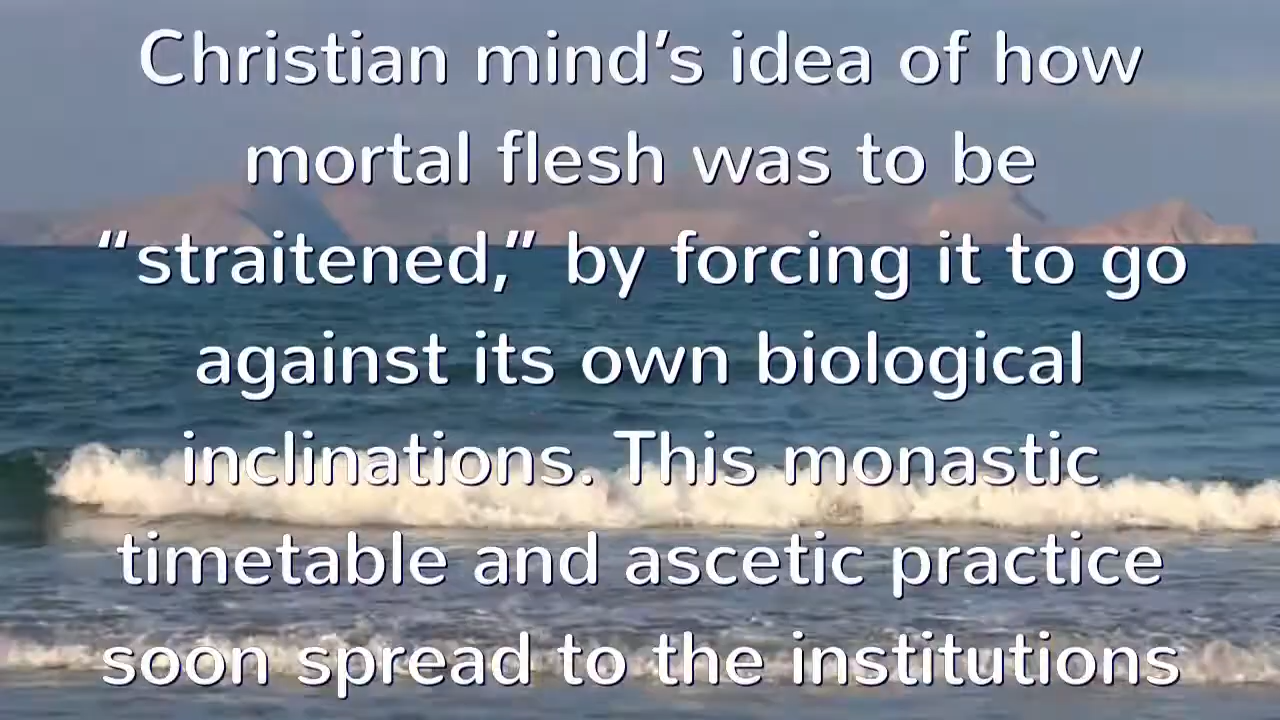 Christian mind's idea of how
mortal flesh was to be
“straitened,” by forcing it to go
against its own biological
inclinations. This monastic
timetable and ascetic practice
soon spread to the institutions